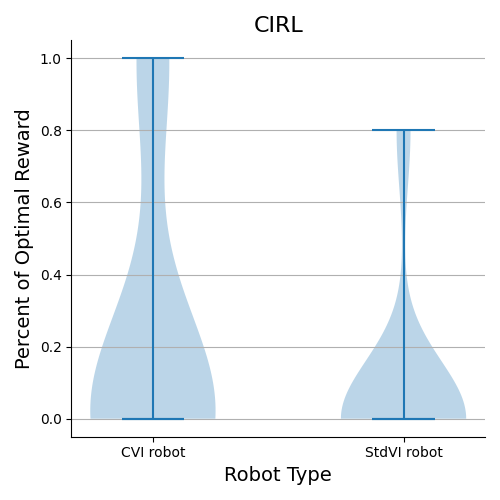 CIRL
Percent of Optimal Reward
1.0
0.8
0.6
0.4
0.2
0.0
CVI robot
StdVI robot
Robot Type